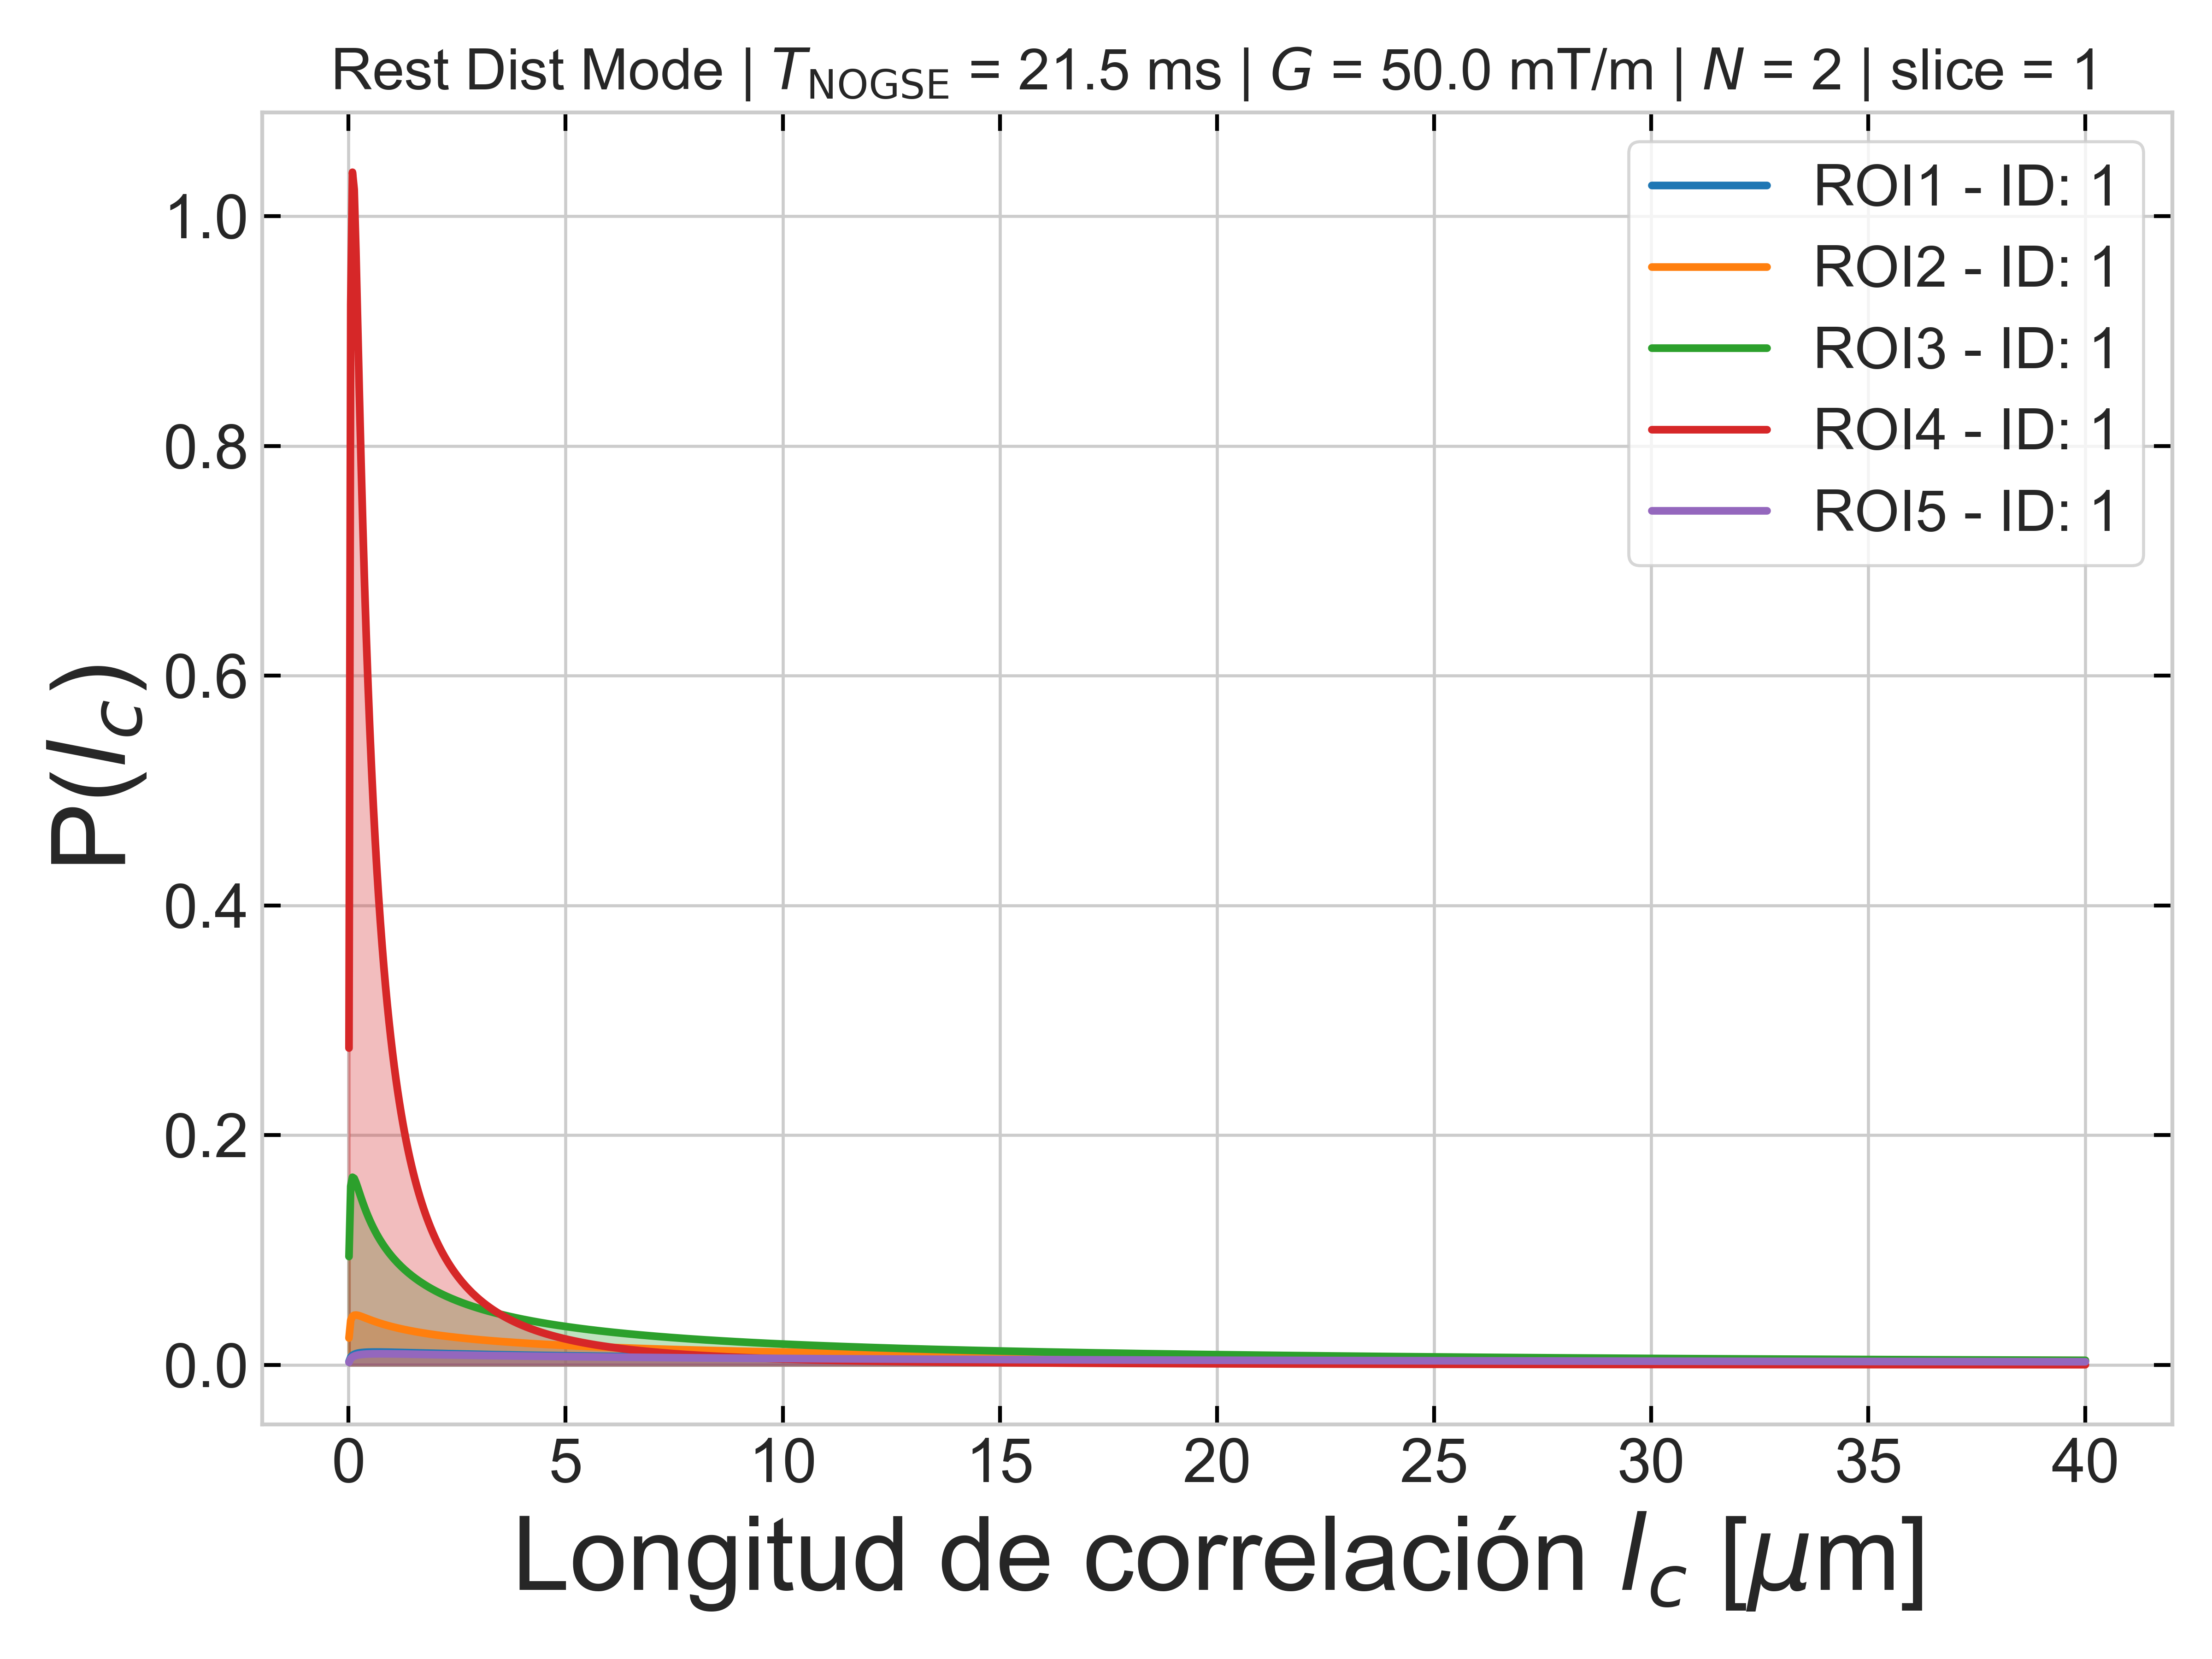 Rest Dist Mode | T_NOGSE = 21.5 ms | G = 50.0 mT/m | N = 2 | slice = 1
ROI1 - ID: 1
ROI2 - ID: 1
ROI3 - ID: 1
ROI4 - ID: 1
ROI5 - ID: 1
P(l_c)
1.0
0.8
0.6
0.4
0.2
0.0
0 5 10 15 20 25 30 35 40
Longitud de correlación l_c [μm]